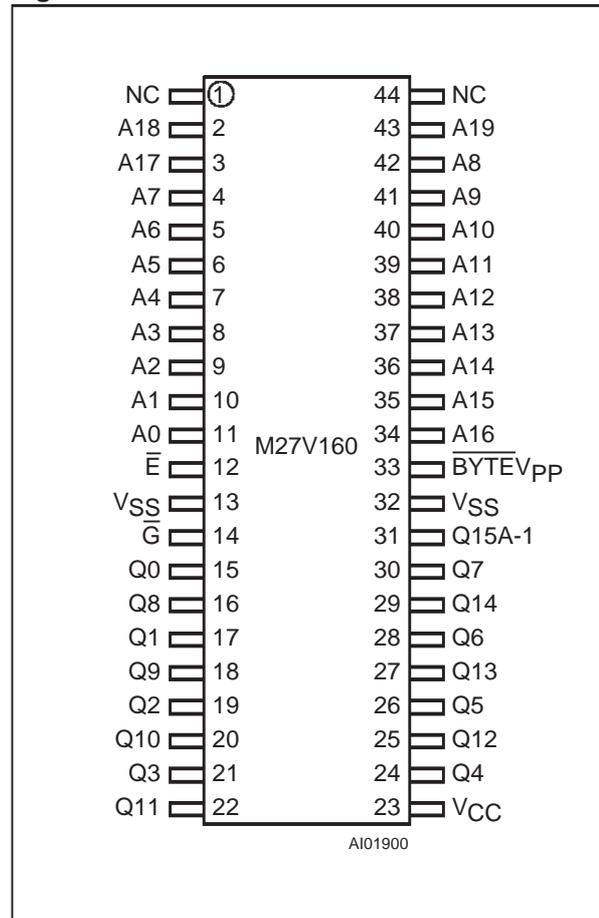 NC 1 44 NC
A18 2 43 A19
A17 3 42 A8
A7 4 41 A9
A6 5 40 A10
A5 6 39 A11
A4 7 38 A12
A3 8 37 A13
A2 9 36 A14
A1 10 35 A15
A0 11 34 A16
M27V160
E̅ 12 33 B̅Y̅T̅E̅VPP
VSS 13 32 VSS
G̅ 14 31 Q15A-1
Q0 15 30 Q7
Q8 16 29 Q14
Q1 17 28 Q6
Q9 18 27 Q13
Q2 19 26 Q5
Q10 20 25 Q12
Q3 21 24 Q4
Q11 22 23 VCC
AI01900